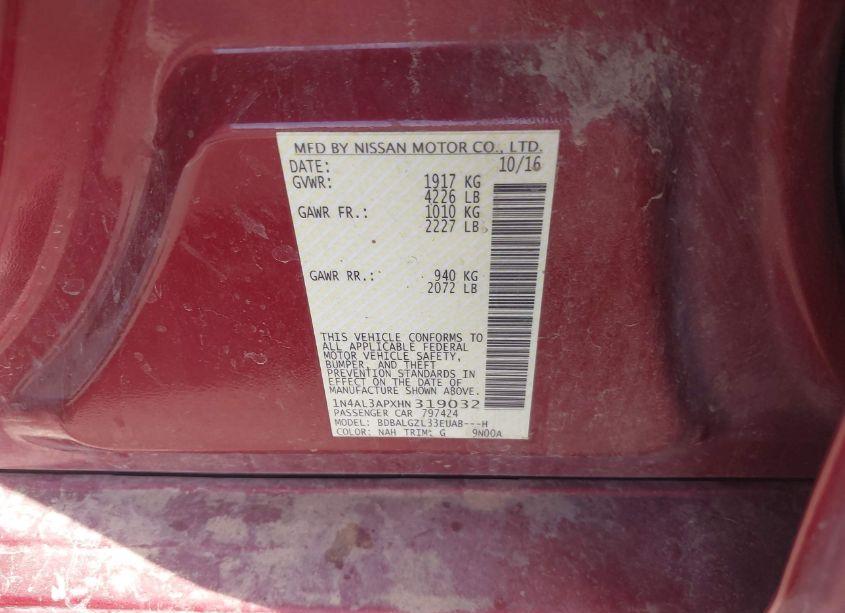 MFD BY NISSAN MOTOR CO., LTD.
DATE: 10/16
GVWR: 1917 KG
4226 LB
GAWR FR.: 1010 KG
2227 LB
GAWR RR.: 940 KG
2072 LB
THIS VEHICLE CONFORMS TO
ALL APPLICABLE FEDERAL
MOTOR VEHICLE SAFETY,
BUMPER, AND THEFT
PREVENTION STANDARDS IN
EFFECT ON THE DATE OF
MANUFACTURE SHOWN ABOVE.
1N4AL3APXHN319032
PASSENGER CAR 797424
MODEL: BDBALGZL33EUA8---H
COLOR: NAH TRIM: G 9N00A